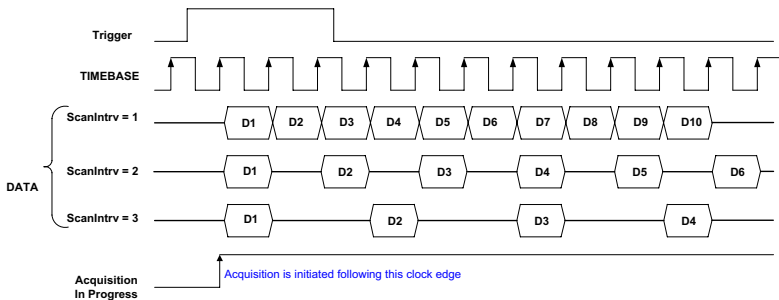 Trigger
TIMEBASE
ScanIntrv = 1
D1 D2 D3 D4 D5 D6 D7 D8 D9 D10
DATA
ScanIntrv = 2
D1 D2 D3 D4 D5 D6
ScanIntrv = 3
D1 D2 D3 D4
Acquisition is initiated following this clock edge
Acquisition
In Progress